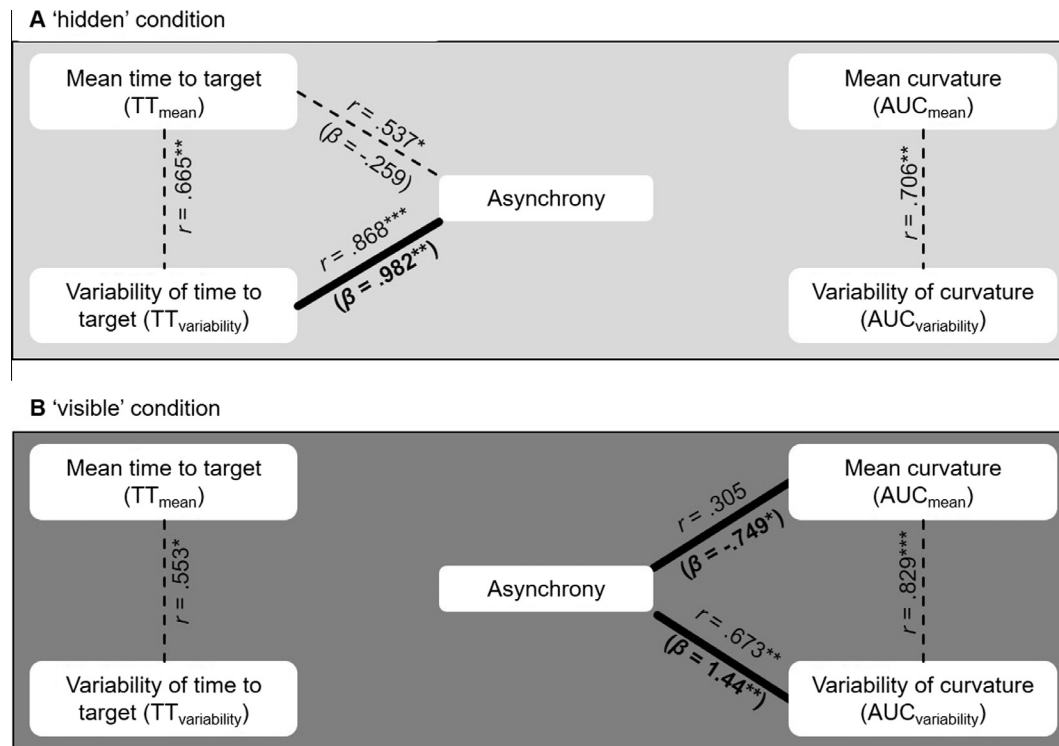 A ‘hidden’ condition
Mean time to target
(TTmean)
Mean curvature
(AUCmean)
r = .537*
(β = -.259)
r = .665**
r = .706**
Asynchrony
r = .868***
(β = .982**)
Variability of time to
target (TTvariability)
Variability of curvature
(AUCvariability)
B ‘visible’ condition
Mean time to target
(TTmean)
Mean curvature
(AUCmean)
r = .305
(β = -.749*)
r = .553*
r = .829***
Asynchrony
r = .673**
(β = 1.44**)
Variability of time to
target (TTvariability)
Variability of curvature
(AUCvariability)